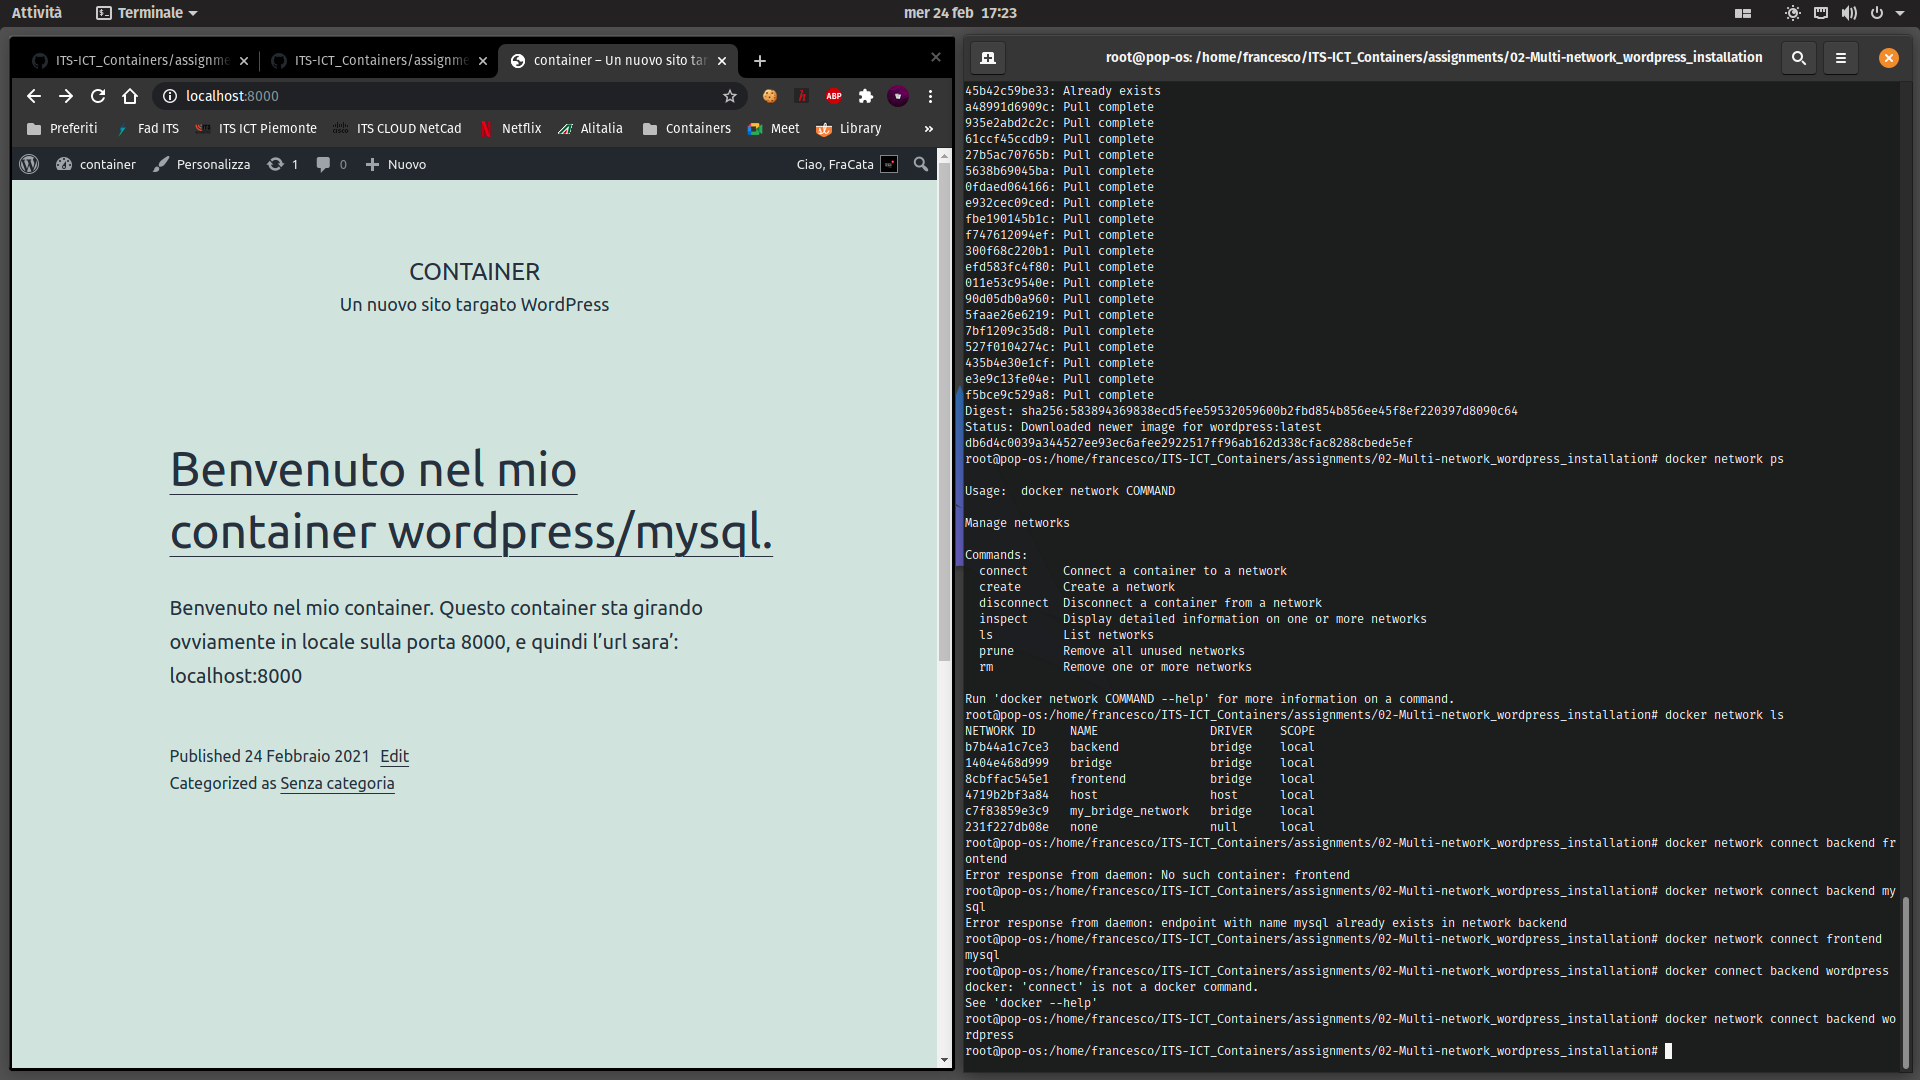 Attività
Terminale
mer 24 feb 17:23
ITS-ICT_Containers/assignme
ITS-ICT_Containers/assignme
container – Un nuovo sito tar
localhost:8000
ABP
Preferiti
Fad ITS
ITS ICT Piemonte
ITS CLOUD NetCad
Netflix
Alitalia
Containers
Meet
Library
»
container
Personalizza
1
0
Nuovo
Ciao, FraCata
CONTAINER
Un nuovo sito targato WordPress
Benvenuto nel mio
container wordpress/mysql.
Benvenuto nel mio container. Questo container sta girando
ovviamente in locale sulla porta 8000, e quindi l’url sara’:
localhost:8000
Published 24 Febbraio 2021 Edit
Categorized as Senza categoria
root@pop-os: /home/francesco/ITS-ICT_Containers/assignments/02-Multi-network_wordpress_installation
45b42c59be33: Already exists
a48991d6909c: Pull complete
935e2abd2c2c: Pull complete
61ccf45ccdb9: Pull complete
27b5ac70765b: Pull complete
5638b69045ba: Pull complete
0fdaed064166: Pull complete
e932cec09ced: Pull complete
fbe190145b1c: Pull complete
f747612094ef: Pull complete
300f68c220b1: Pull complete
efd583fc4f80: Pull complete
011e53c9540e: Pull complete
90d05db0a960: Pull complete
5faae26e6219: Pull complete
7bf1209c35d8: Pull complete
527f0104274c: Pull complete
435b4e30e1cf: Pull complete
e3e9c13fe04e: Pull complete
f5bce9c529a8: Pull complete
Digest: sha256:583894369838ecd5fee59532059600b2fbd854b856ee45f8ef220397d8090c64
Status: Downloaded newer image for wordpress:latest
db6d4c0039a344527ee93ec6afee2922517ff96ab162d338cfac8288cbede5ef
root@pop-os:/home/francesco/ITS-ICT_Containers/assignments/02-Multi-network_wordpress_installation# docker network ps
Usage:  docker network COMMAND
Manage networks
Commands:
  connect     Connect a container to a network
  create      Create a network
  disconnect  Disconnect a container from a network
  inspect     Display detailed information on one or more networks
  ls          List networks
  prune       Remove all unused networks
  rm          Remove one or more networks
Run 'docker network COMMAND --help' for more information on a command.
root@pop-os:/home/francesco/ITS-ICT_Containers/assignments/02-Multi-network_wordpress_installation# docker network ls
NETWORK ID     NAME                DRIVER    SCOPE
b7b44a1c7ce3   backend             bridge    local
1404e468d999   bridge              bridge    local
8cbffac545e1   frontend            bridge    local
4719b2bf3a84   host                host      local
c7f83859e3c9   my_bridge_network   bridge    local
231f227db08e   none                null      local
root@pop-os:/home/francesco/ITS-ICT_Containers/assignments/02-Multi-network_wordpress_installation# docker network connect backend fr
ontend
Error response from daemon: No such container: frontend
root@pop-os:/home/francesco/ITS-ICT_Containers/assignments/02-Multi-network_wordpress_installation# docker network connect backend my
sql
Error response from daemon: endpoint with name mysql already exists in network backend
root@pop-os:/home/francesco/ITS-ICT_Containers/assignments/02-Multi-network_wordpress_installation# docker network connect frontend
mysql
root@pop-os:/home/francesco/ITS-ICT_Containers/assignments/02-Multi-network_wordpress_installation# docker connect backend wordpress
docker: 'connect' is not a docker command.
See 'docker --help'
root@pop-os:/home/francesco/ITS-ICT_Containers/assignments/02-Multi-network_wordpress_installation# docker network connect backend wo
rdpress
root@pop-os:/home/francesco/ITS-ICT_Containers/assignments/02-Multi-network_wordpress_installation#